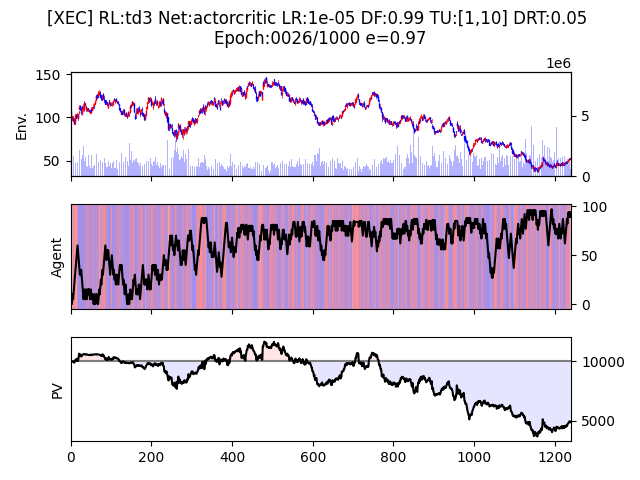 [XEC] RL:td3 Net:actorcritic LR:1e-05 DF:0.99 TU:[1,10] DRT:0.05
Epoch:0026/1000 e=0.97
1e6
150
100
50
Env.
5
0
Agent
100
50
0
PV
10000
5000
0 200 400 600 800 1000 1200